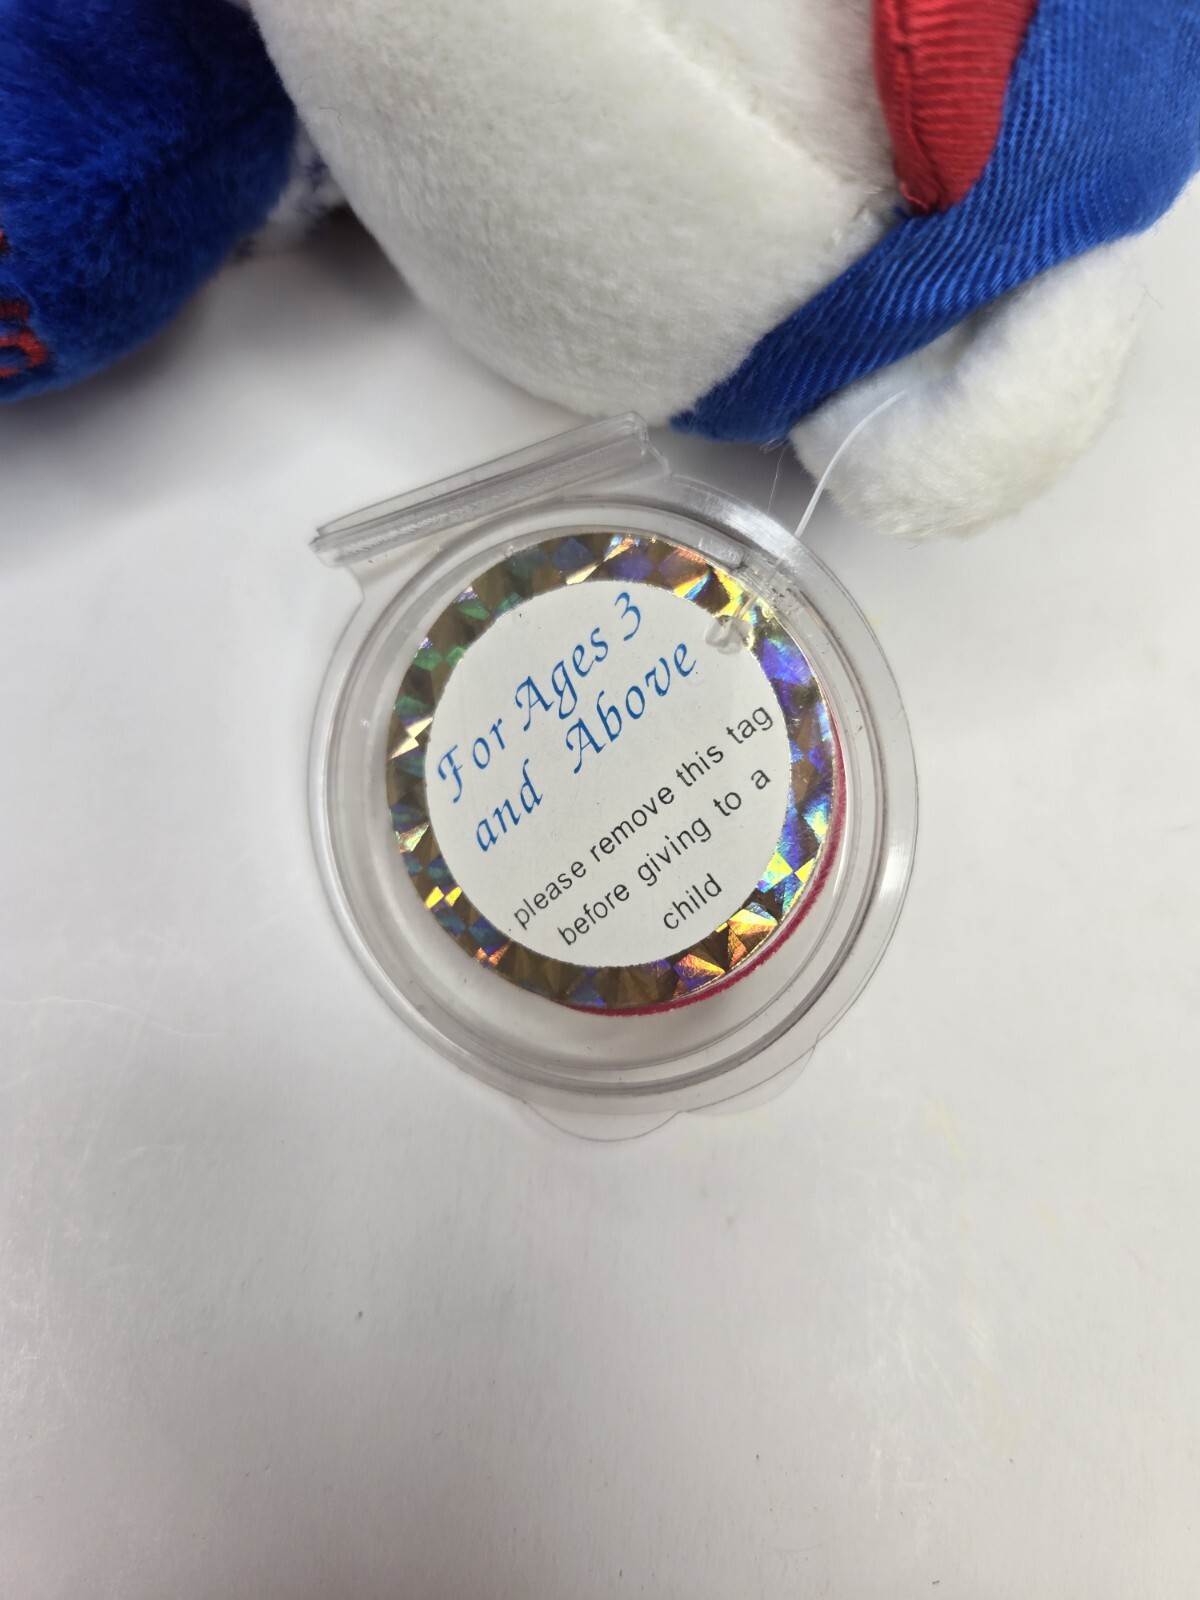 For Ages 3
and Above
please remove this tag
before giving to a
child